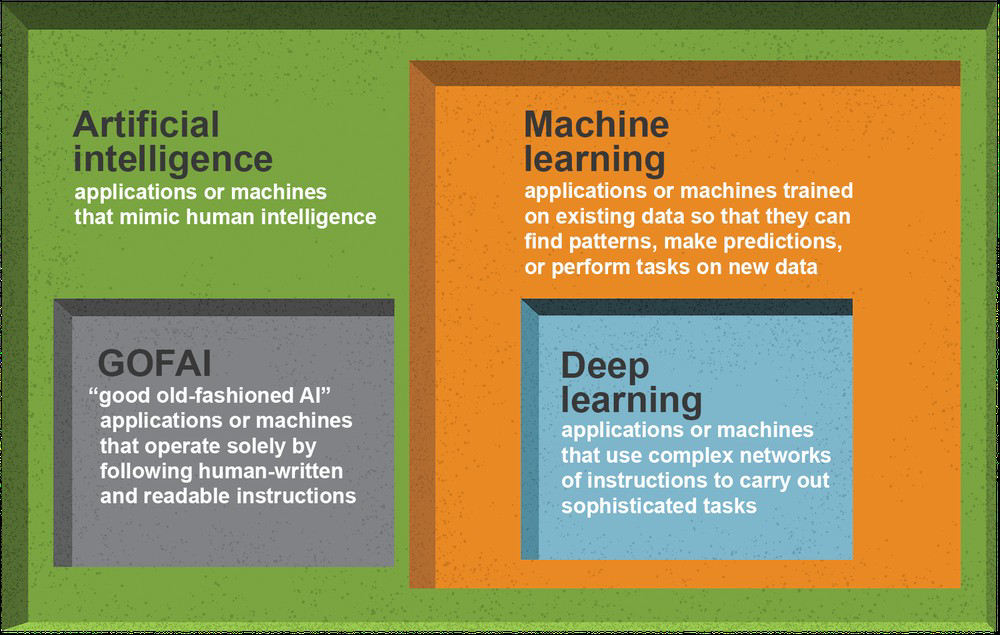 Artificial
intelligence
applications or machines
that mimic human intelligence
Machine
learning
applications or machines trained
on existing data so that they can
find patterns, make predictions,
or perform tasks on new data
GOFAI
“good old-fashioned AI”
applications or machines
that operate solely by
following human-written
and readable instructions
Deep
learning
applications or machines
that use complex networks
of instructions to carry out
sophisticated tasks